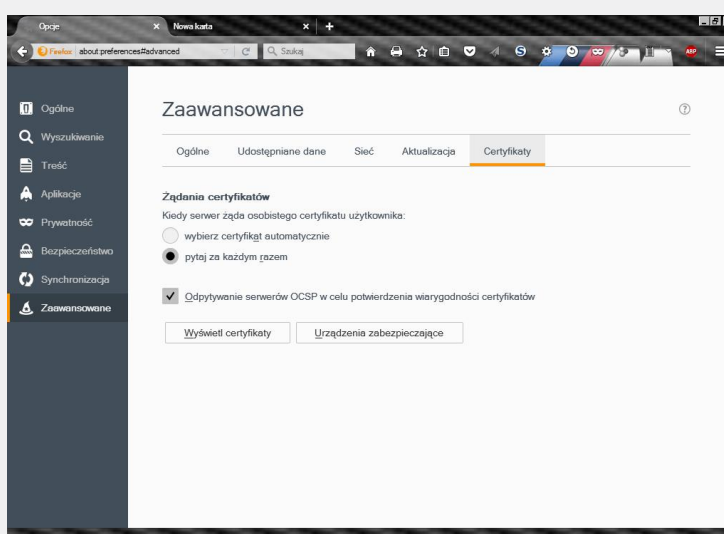 Opcje
Nowa karta
Firefox about:preferences#advanced
Szukaj
S
ABP
Ogólne
Wyszukiwanie
Treść
Aplikacje
Prywatność
Bezpieczeństwo
Synchronizacja
Zaawansowane
Zaawansowane
?
Ogólne Udostępniane dane Sieć Aktualizacja Certyfikaty
Żądania certyfikatów
Kiedy serwer żąda osobistego certyfikatu użytkownika:
wybierz certyfikat automatycznie
pytaj za każdym razem
Odpytywanie serwerów OCSP w celu potwierdzenia wiarygodności certyfikatów
Wyświetl certyfikaty Urządzenia zabezpieczające